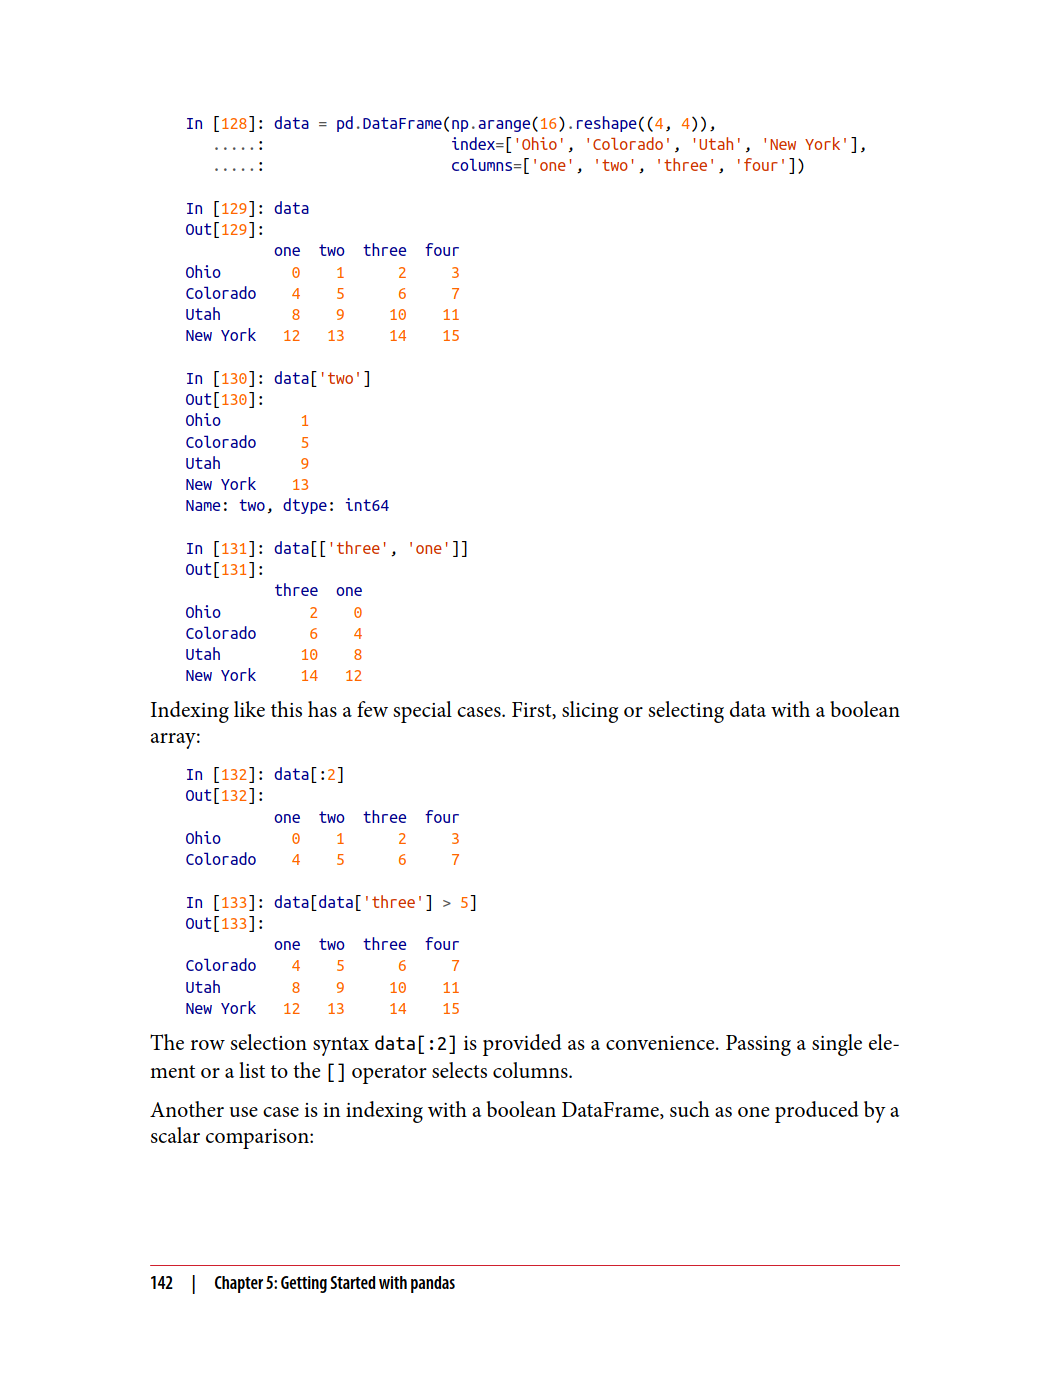 In [128]: data = pd.DataFrame(np.arange(16).reshape((4, 4)),
   .....:                     index=['Ohio', 'Colorado', 'Utah', 'New York'],
   .....:                     columns=['one', 'two', 'three', 'four'])
In [129]: data
Out[129]:
          one  two  three  four
Ohio        0    1      2     3
Colorado    4    5      6     7
Utah        8    9     10    11
New York   12   13     14    15
In [130]: data['two']
Out[130]:
Ohio         1
Colorado     5
Utah         9
New York    13
Name: two, dtype: int64
In [131]: data[['three', 'one']]
Out[131]:
          three  one
Ohio          2    0
Colorado      6    4
Utah         10    8
New York     14   12
Indexing like this has a few special cases. First, slicing or selecting data with a boolean
array:
In [132]: data[:2]
Out[132]:
          one  two  three  four
Ohio        0    1      2     3
Colorado    4    5      6     7
In [133]: data[data['three'] > 5]
Out[133]:
          one  two  three  four
Colorado    4    5      6     7
Utah        8    9     10    11
New York   12   13     14    15
The row selection syntax data[:2] is provided as a convenience. Passing a single ele-
ment or a list to the [] operator selects columns.
Another use case is in indexing with a boolean DataFrame, such as one produced by a
scalar comparison:
142 | Chapter 5: Getting Started with pandas